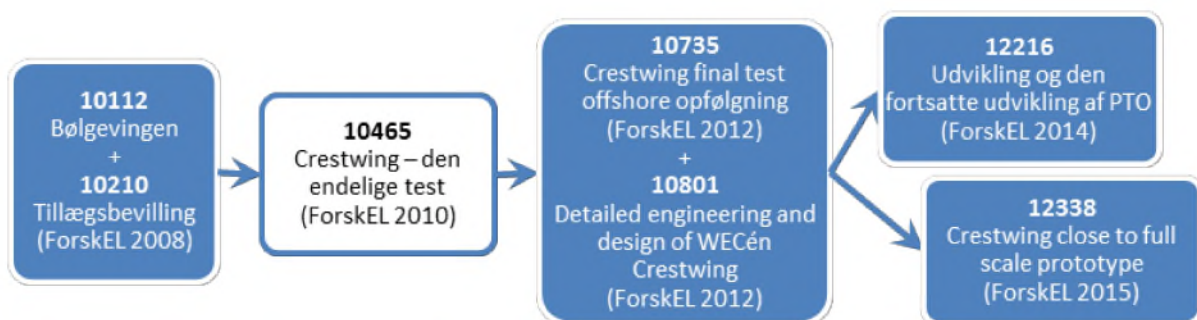 10112
Bølgevingen
+
10210
Tillægsbevilling
(ForskEL 2008)
10465
Crestwing – den
endelige test
(ForskEL 2010)
10735
Crestwing final test
offshore opfølgning
(ForskEL 2012)
+
10801
Detailed engineering and
design of WECén
Crestwing
(ForskEL 2012)
12216
Udvikling og den
fortsatte udvikling af PTO
(ForskEL 2014)
12338
Crestwing close to full
scale prototype
(ForskEL 2015)